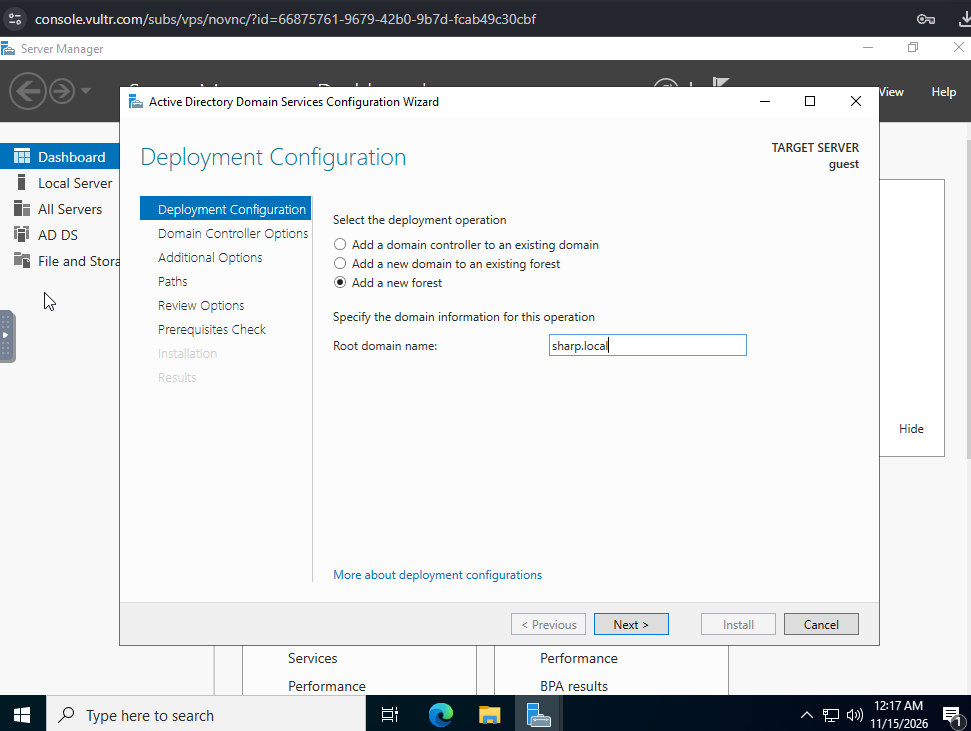 console.vultr.com/subs/vps/novnc/?id=66875761-9679-42b0-9b7d-fcab49c30cbf
Server Manager
View
Help
Active Directory Domain Services Configuration Wizard
Deployment Configuration
TARGET SERVER
guest
Dashboard
Local Server
All Servers
AD DS
File and Stora
Deployment Configuration
Domain Controller Options
Additional Options
Paths
Review Options
Prerequisites Check
Installation
Results
Select the deployment operation
Add a domain controller to an existing domain
Add a new domain to an existing forest
Add a new forest
Specify the domain information for this operation
Root domain name:
sharp.local
More about deployment configurations
Hide
< Previous
Next >
Install
Cancel
Services
Performance
Performance
BPA results
Type here to search
12:17 AM
11/15/2026
1